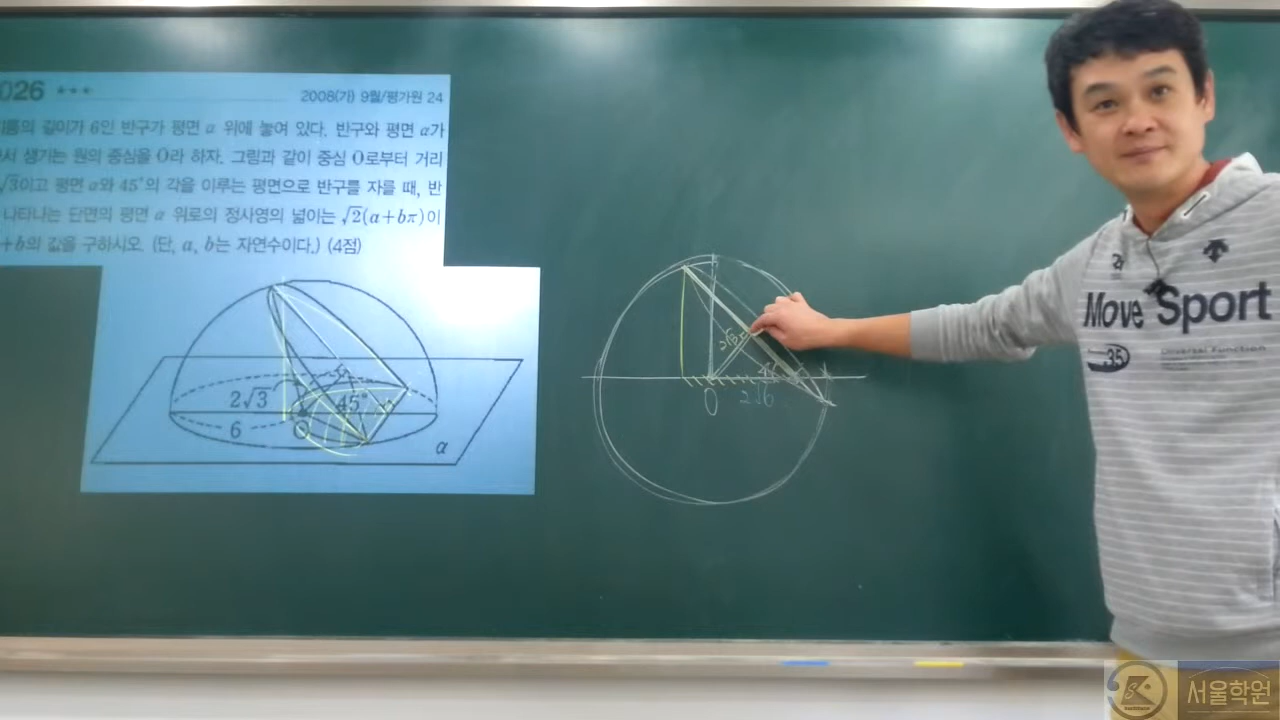 026 ***
2008(가) 9월/평가원 24
름의 길이가 6인 반구가 평면 α 위에 놓여 있다. 반구와 평면 α가
서 생기는 원의 중심을 O라 하자. 그림과 같이 중심 O로부터 거리
√3이고 평면 α와 45°의 각을 이루는 평면으로 반구를 자를 때, 반
나타나는 단면의 평면 α 위로의 정사영의 넓이는 √2(a+bπ)이
+b의 값을 구하시오. (단, a, b는 자연수이다.) (4점)
2√3
45°
6
O
α
2√3
O
2√6
Move Sport
35
Universal Function
서울학원